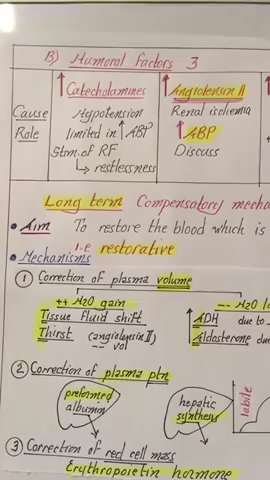 B) Humoral Factors 3
↑ Catecholamines
↑ Angiotensin II
Cause
Hypotension
Renal ischemia
Role
limited in ↑ ABP
↑ ABP
Stim. of RF
Discuss
↳ restlessness
Long term Compensatory mecha
• Aim To restore the blood which is
i.e restorative
• Mechanisms
① Correction of plasma volume
++ H2O gain
-- H2O lo
Tissue fluid shift
↑ ADH due to
Thirst (angiotensin II)
Aldosterone du
-- vol
② Correction of plasma ptn
preformed
albumin
hepatic
synthesis
labile
③ Correction of red cell mass
Erythropoietin hormone